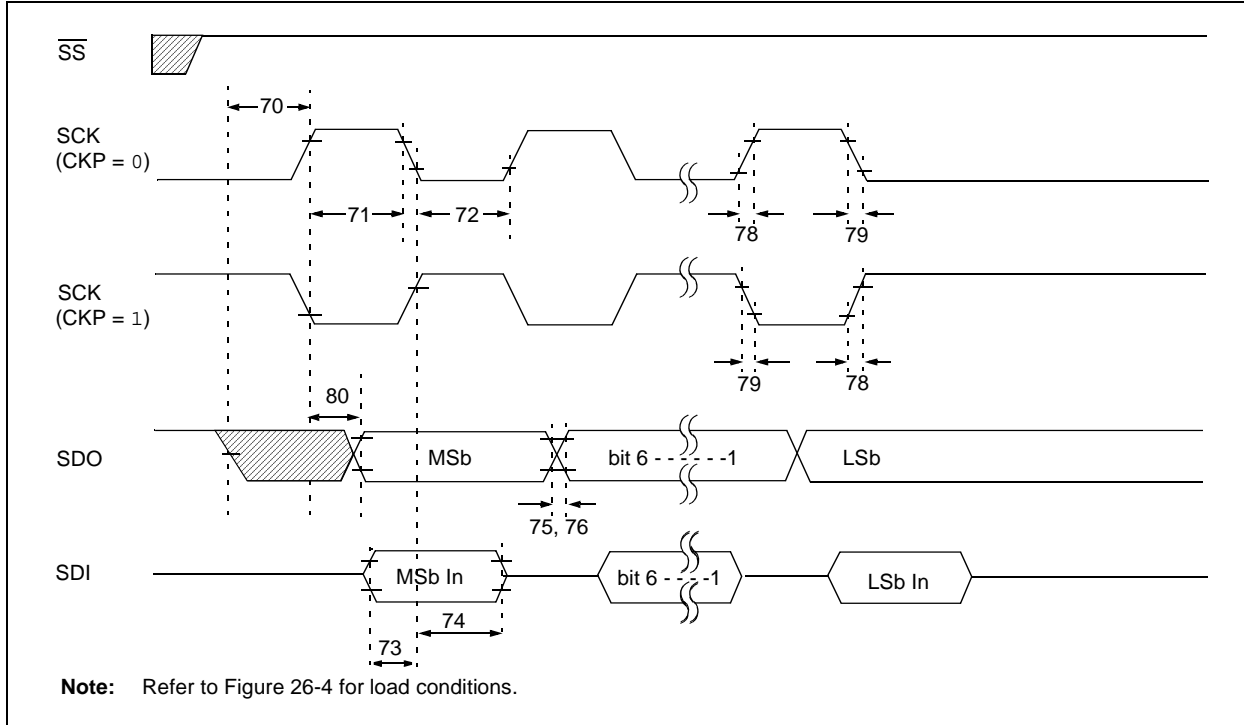 SS
70
SCK
(CKP = 0)
71
72
78
79
SCK
(CKP = 1)
79
78
80
SDO
MSb
bit 6 - - - - - -1
LSb
75, 76
SDI
MSb In
bit 6 - - - - -1
LSb In
74
73
Note: Refer to Figure 26-4 for load conditions.